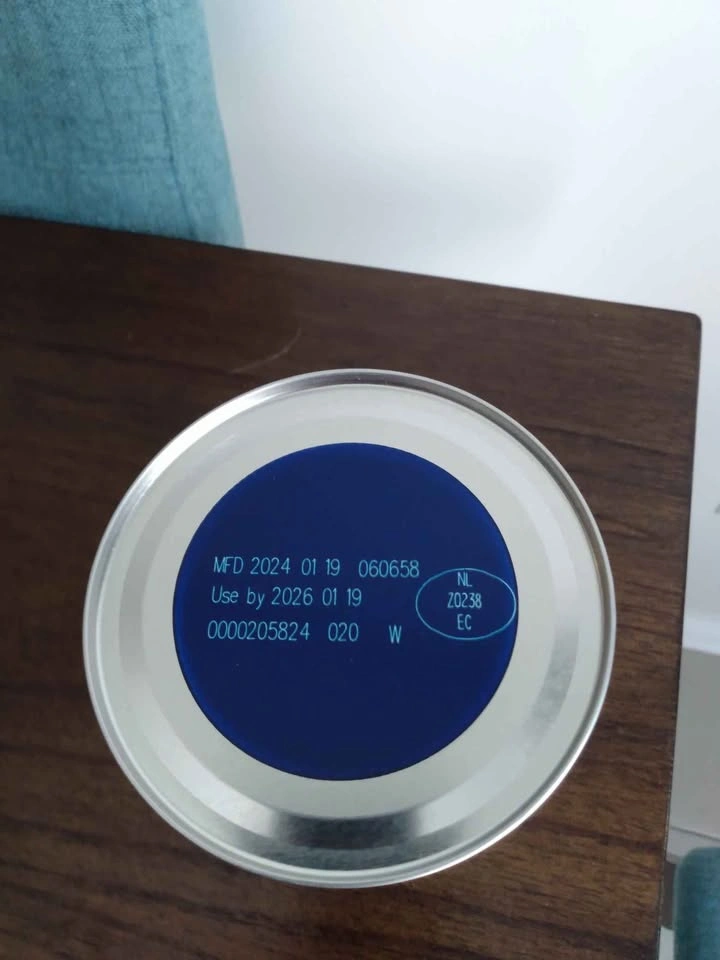 MFD 2024 01 19 060658
Use by 2026 01 19
0000205824 020 W
NL
Z0238
EC